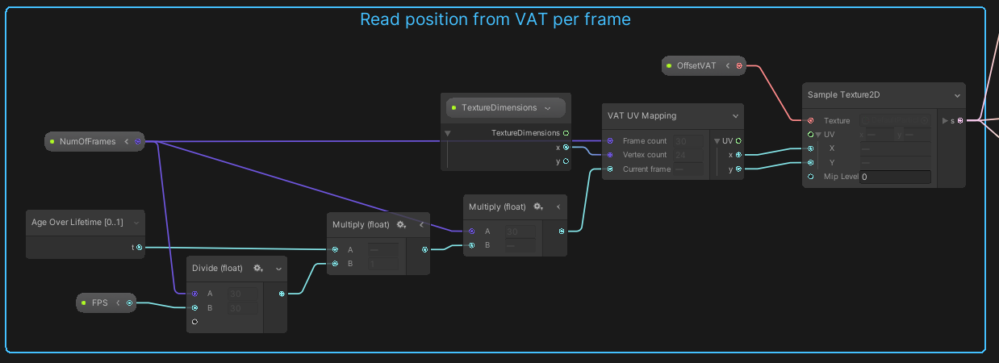 Read position from VAT per frame
OffsetVAT
Sample Texture2D
Texture
UV
x
y
X
Y
Mip Level 0
s
TextureDimensions
TextureDimensions
x
y
VAT UV Mapping
Frame count 30
Vertex count 24
Current frame
UV
x
y
NumOfFrames
Age Over Lifetime [0..1]
t
Multiply (float)
A
B 1
Multiply (float)
A 30
B
Divide (float)
A 30
B 30
FPS